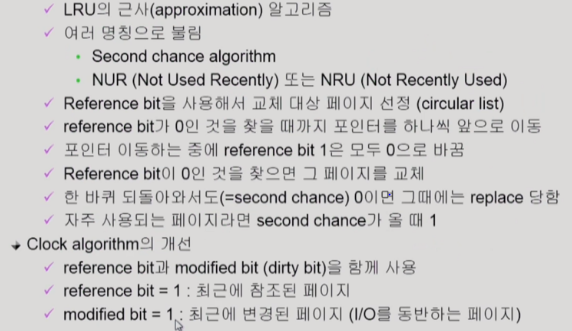 LRU의 근사(approximation) 알고리즘
여러 명칭으로 불림
Second chance algorithm
NUR (Not Used Recently) 또는 NRU (Not Recently Used)
Reference bit을 사용해서 교체 대상 페이지 선정 (circular list)
reference bit가 0인 것을 찾을 때까지 포인터를 하나씩 앞으로 이동
포인터 이동하는 중에 reference bit 1은 모두 0으로 바꿈
Reference bit이 0인 것을 찾으면 그 페이지를 교체
한 바퀴 되돌아와서도(=second chance) 0이면 그때에는 replace 당함
자주 사용되는 페이지라면 second chance가 올 때 1
Clock algorithm의 개선
reference bit과 modified bit (dirty bit)을 함께 사용
reference bit = 1 : 최근에 참조된 페이지
modified bit = 1 : 최근에 변경된 페이지 (I/O를 동반하는 페이지)